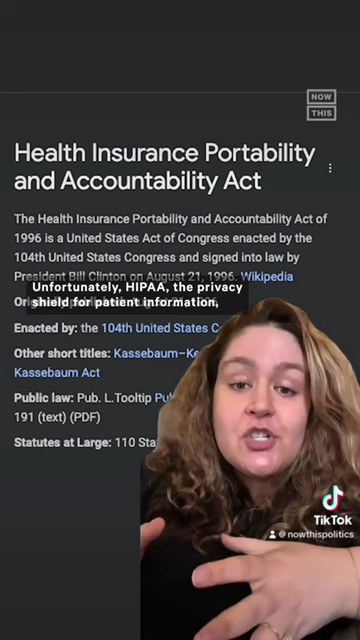 NOW
THIS
Health Insurance Portability
and Accountability Act
The Health Insurance Portability and Accountability Act of
1996 is a United States Act of Congress enacted by the
104th United States Congress and signed into law by
President Bill Clinton on August 21, 1996. Wikipedia
Unfortunately, HIPAA, the privacy
shield for patient information,
Enacted by: the 104th United States
Other short titles: Kassebaum
Kassebaum Act
Public law: Pub. L.Tooltip
191 (text) (PDF)
Statutes at Large: 110
TikTok
@nowthispolitics